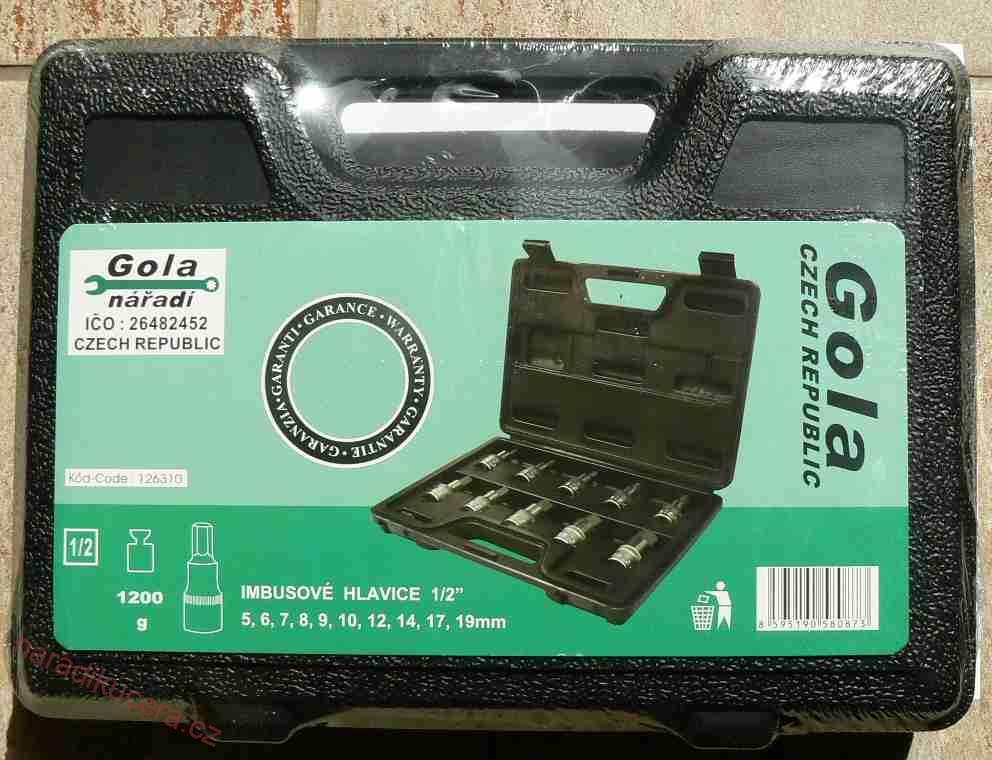 Gola
nářadí
IČO : 26482452
CZECH REPUBLIC
GARANTI · GARANCE · WARRANTY · GARANTIE · GARANZIA ·
Gola
CZECH REPUBLIC
Kód-Code : 126310
1/2
1200
g
IMBUSOVÉ HLAVICE 1/2"
5, 6, 7, 8, 9, 10, 12, 14, 17, 19mm
8 595190 580873
naradikucera.cz